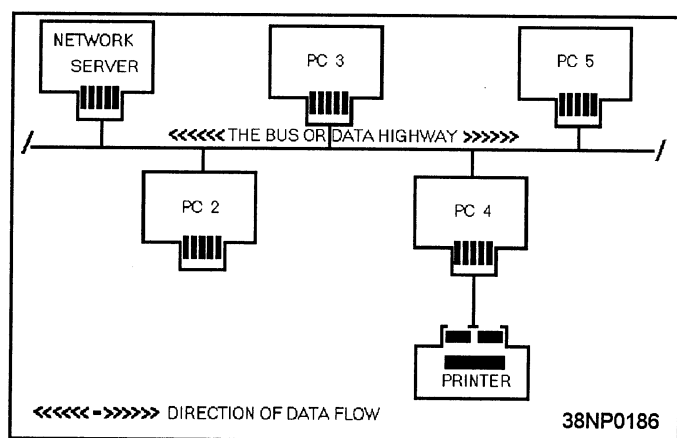 NETWORK
SERVER
PC 3
PC 5
<<<<<< THE BUS OR DATA HIGHWAY >>>>>>
PC 2
PC 4
PRINTER
<<<<<<->>>>>> DIRECTION OF DATA FLOW
38NP0186